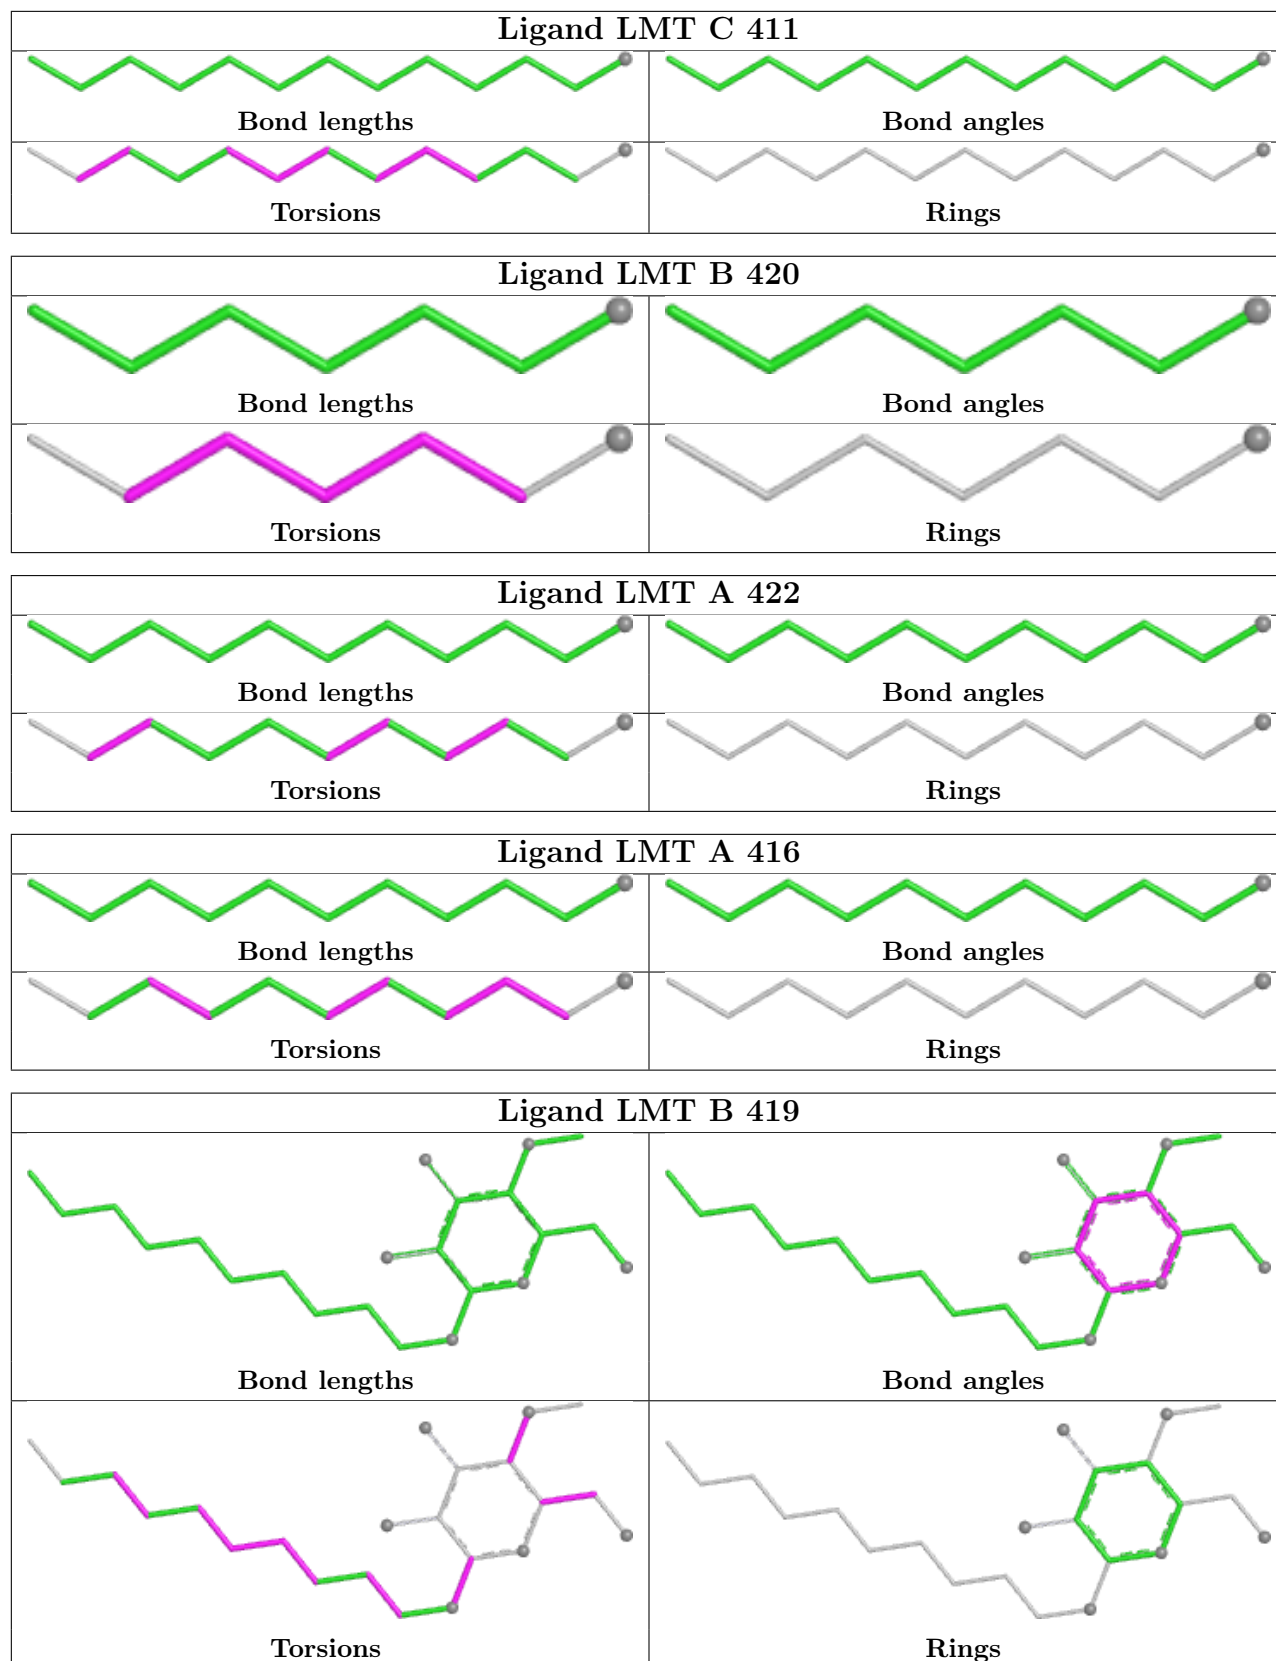 Ligand LMT C 411
Bond lengths Bond angles
Torsions Rings
Ligand LMT B 420
Bond lengths Bond angles
Torsions Rings
Ligand LMT A 422
Bond lengths Bond angles
Torsions Rings
Ligand LMT A 416
Bond lengths Bond angles
Torsions Rings
Ligand LMT B 419
Bond lengths Bond angles
Torsions Rings